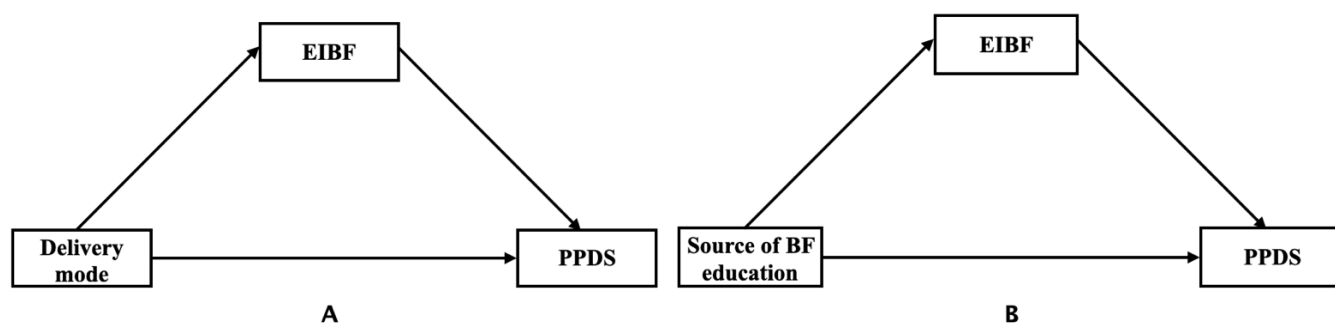 EIBF
Delivery
mode
PPDS
A
EIBF
Source of BF
education
PPDS
B